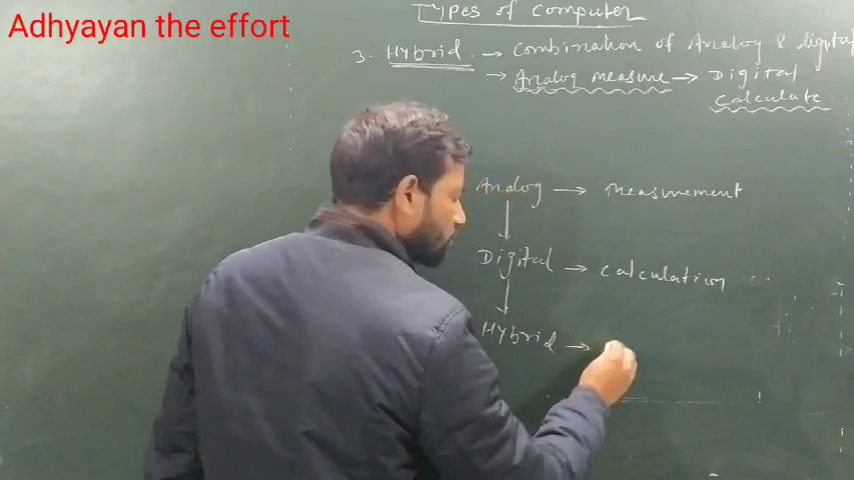 Adhyayan the effort
Types of computer
3. Hybrid → Combination of Analog & digital
→ Analog measure → Digital
calculate
Analog → Measurement
Digital → calculation
Hybrid →